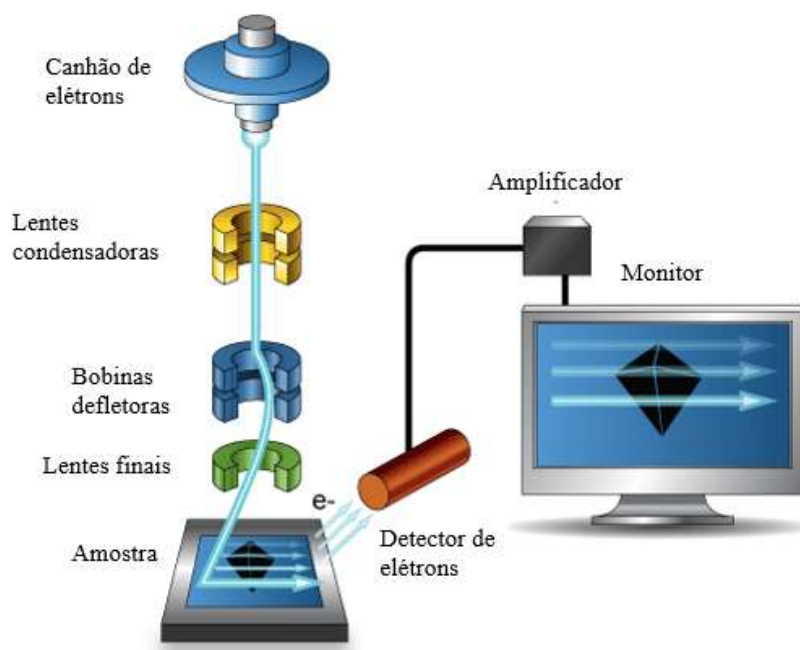 Canhão de
elétrons
Lentes
condensadoras
Bobinas
defletoras
Lentes finais
Amostra
e-
Detector de
elétrons
Amplificador
Monitor